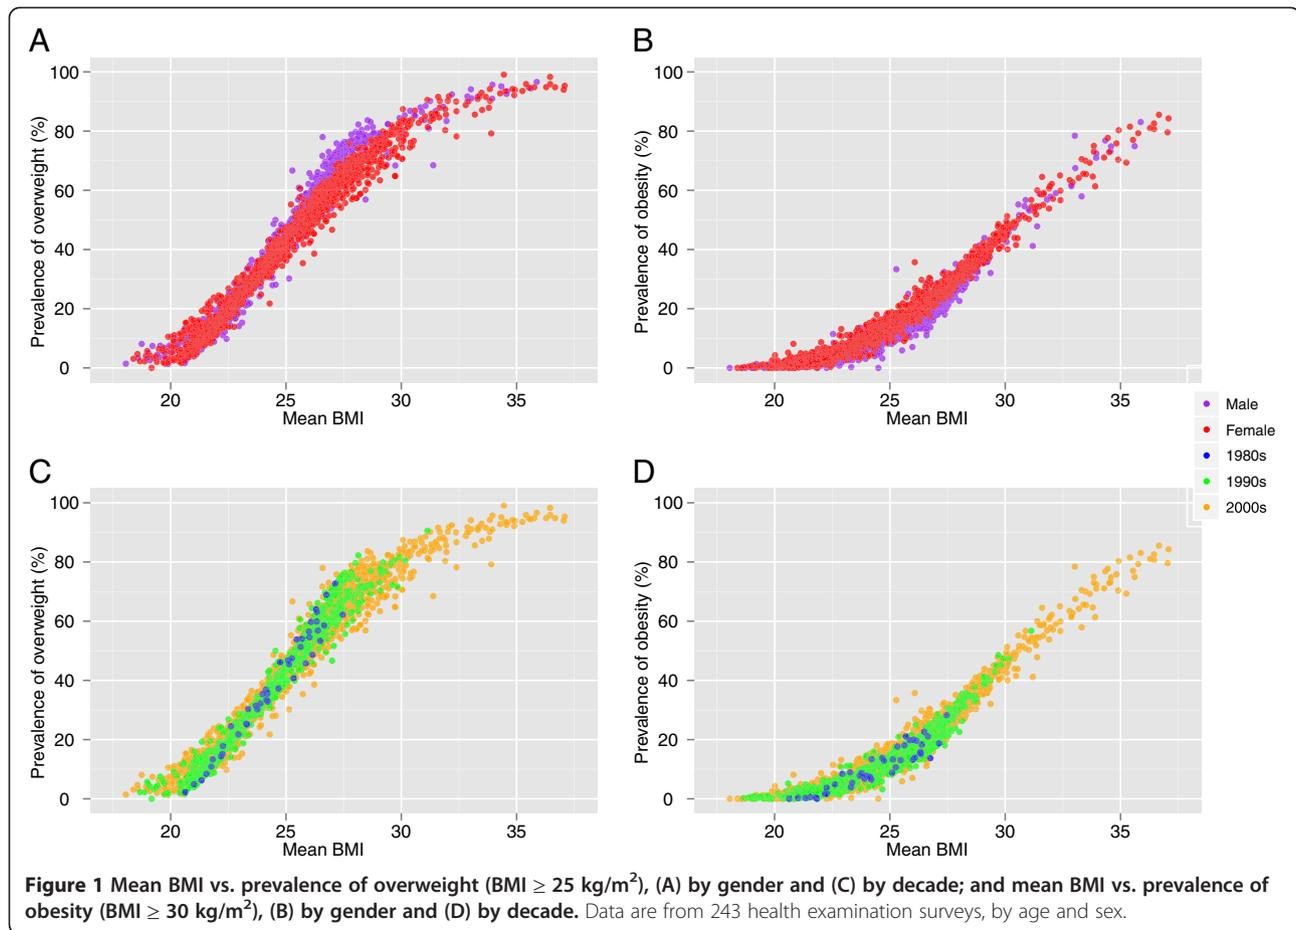 A
B
100
80
60
40
20
0
Prevalence of overweight (%)
20 25 30 35
Mean BMI
100
80
60
40
20
0
Prevalence of obesity (%)
20 25 30 35
Mean BMI
Male
Female
1980s
1990s
2000s
C
D
100
80
60
40
20
0
Prevalence of overweight (%)
20 25 30 35
Mean BMI
100
80
60
40
20
0
Prevalence of obesity (%)
20 25 30 35
Mean BMI
Figure 1 Mean BMI vs. prevalence of overweight (BMI ≥ 25 kg/m²), (A) by gender and (C) by decade; and mean BMI vs. prevalence of
obesity (BMI ≥ 30 kg/m²), (B) by gender and (D) by decade. Data are from 243 health examination surveys, by age and sex.